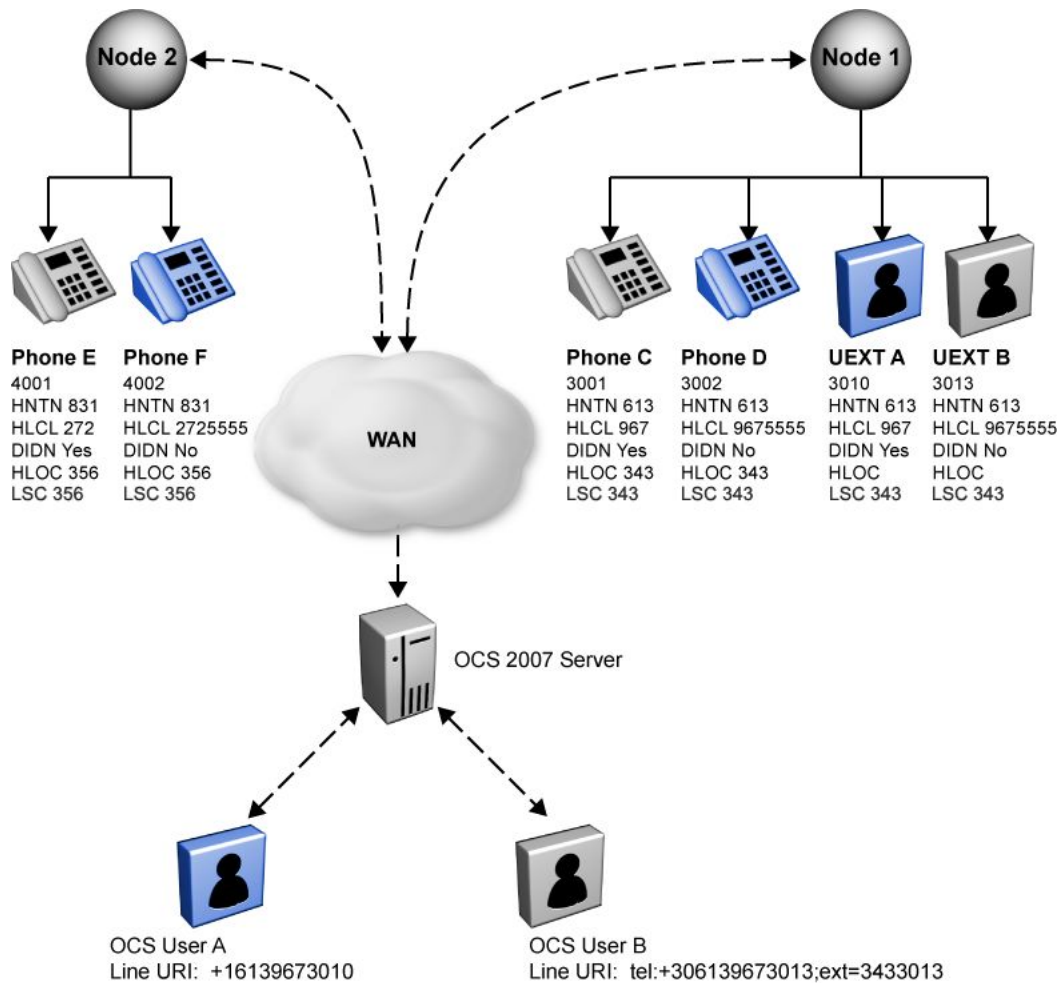 Node 2
Node 1
Phone E
4001
HNTN 831
HLCL 272
DIDN Yes
HLOC 356
LSC 356
Phone F
4002
HNTN 831
HLCL 2725555
DIDN No
HLOC 356
LSC 356
WAN
Phone C
3001
HNTN 613
HLCL 967
DIDN Yes
HLOC 343
LSC 343
Phone D
3002
HNTN 613
HLCL 9675555
DIDN No
HLOC 343
LSC 343
UEXT A
3010
HNTN 613
HLCL 967
DIDN Yes
HLOC
LSC 343
UEXT B
3013
HNTN 613
HLCL 9675555
DIDN No
HLOC
LSC 343
OCS 2007 Server
OCS User A
Line URI: +16139673010
OCS User B
Line URI: tel:+306139673013;ext=3433013